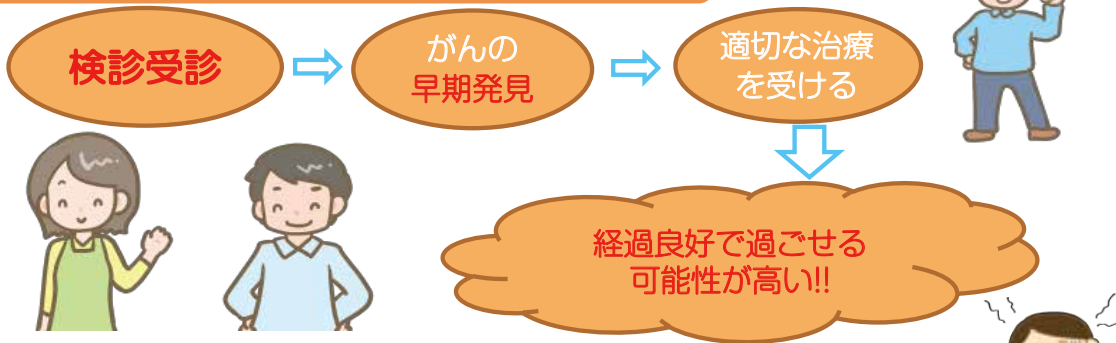 検診受診
がんの
早期発見
適切な治療
を受ける
経過良好で過ごせる
可能性が高い!!